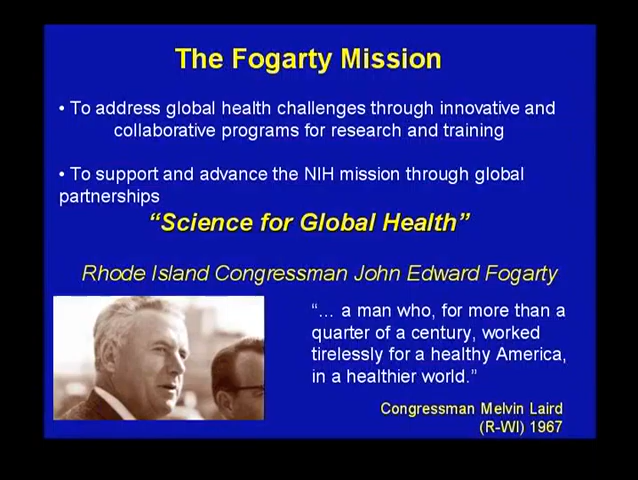 The Fogarty Mission
• To address global health challenges through innovative and
collaborative programs for research and training
• To support and advance the NIH mission through global
partnerships
“Science for Global Health”
Rhode Island Congressman John Edward Fogarty
“... a man who, for more than a
quarter of a century, worked
tirelessly for a healthy America,
in a healthier world.”
Congressman Melvin Laird
(R-WI) 1967